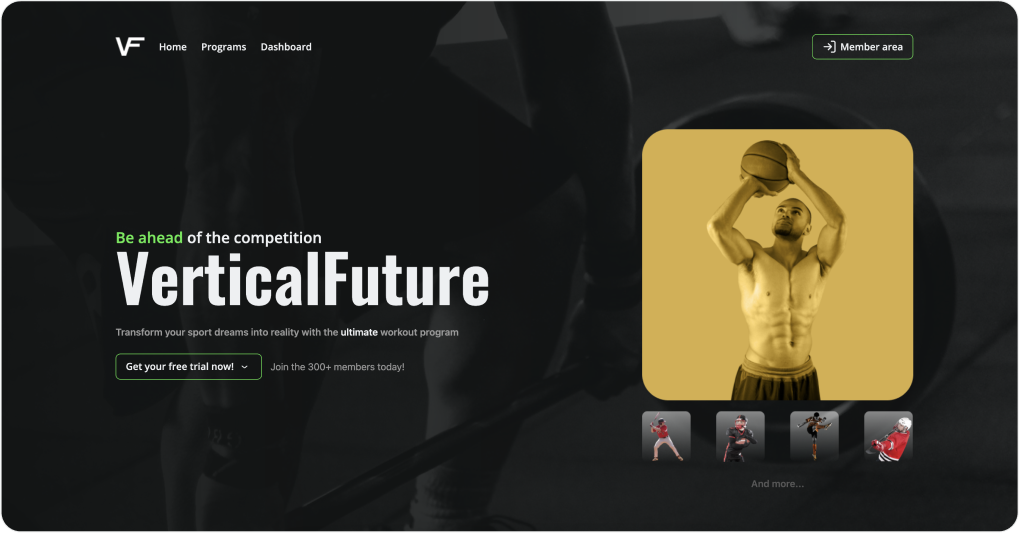 VF
Home
Programs
Dashboard
Member area
Be ahead of the competition
VerticalFuture
Transform your sport dreams into reality with the ultimate workout program
Get your free trial now!
Join the 300+ members today!
And more...